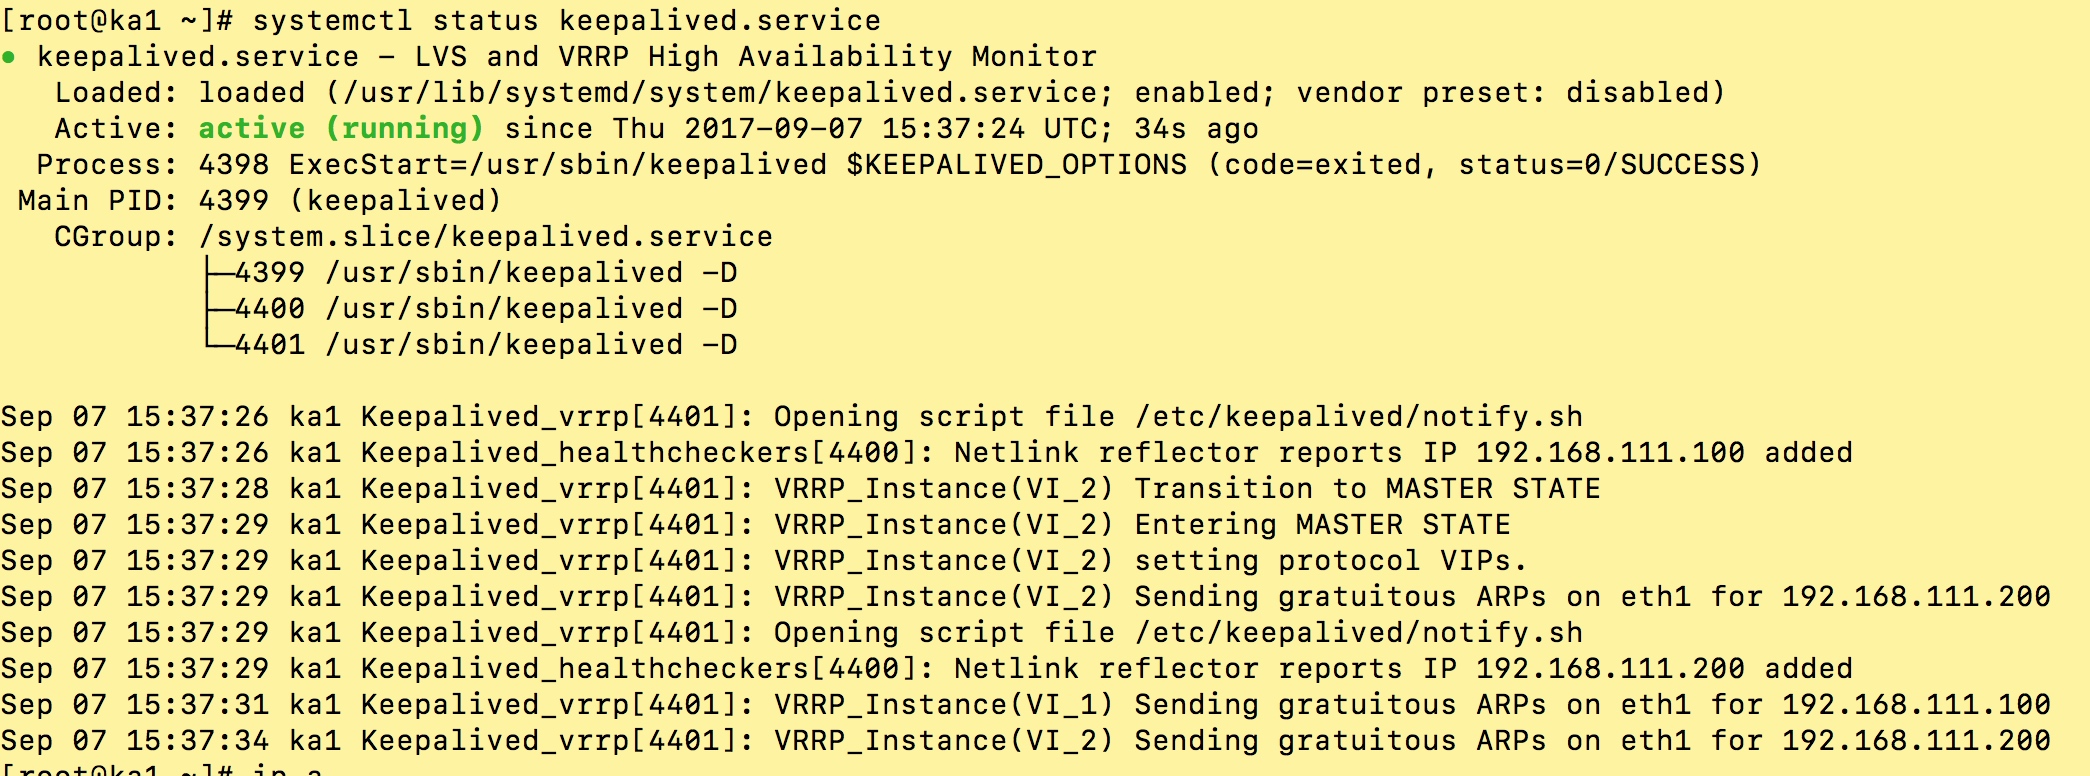 [root@ka1 ~]# systemctl status keepalived.service
● keepalived.service – LVS and VRRP High Availability Monitor
   Loaded: loaded (/usr/lib/systemd/system/keepalived.service; enabled; vendor preset: disabled)
   Active: active (running) since Thu 2017-09-07 15:37:24 UTC; 34s ago
  Process: 4398 ExecStart=/usr/sbin/keepalived $KEEPALIVED_OPTIONS (code=exited, status=0/SUCCESS)
 Main PID: 4399 (keepalived)
   CGroup: /system.slice/keepalived.service
           ├─4399 /usr/sbin/keepalived -D
           ├─4400 /usr/sbin/keepalived -D
           └─4401 /usr/sbin/keepalived -D

Sep 07 15:37:26 ka1 Keepalived_vrrp[4401]: Opening script file /etc/keepalived/notify.sh
Sep 07 15:37:26 ka1 Keepalived_healthcheckers[4400]: Netlink reflector reports IP 192.168.111.100 added
Sep 07 15:37:28 ka1 Keepalived_vrrp[4401]: VRRP_Instance(VI_2) Transition to MASTER STATE
Sep 07 15:37:29 ka1 Keepalived_vrrp[4401]: VRRP_Instance(VI_2) Entering MASTER STATE
Sep 07 15:37:29 ka1 Keepalived_vrrp[4401]: VRRP_Instance(VI_2) setting protocol VIPs.
Sep 07 15:37:29 ka1 Keepalived_vrrp[4401]: VRRP_Instance(VI_2) Sending gratuitous ARPs on eth1 for 192.168.111.200
Sep 07 15:37:29 ka1 Keepalived_vrrp[4401]: Opening script file /etc/keepalived/notify.sh
Sep 07 15:37:29 ka1 Keepalived_healthcheckers[4400]: Netlink reflector reports IP 192.168.111.200 added
Sep 07 15:37:31 ka1 Keepalived_vrrp[4401]: VRRP_Instance(VI_1) Sending gratuitous ARPs on eth1 for 192.168.111.100
Sep 07 15:37:34 ka1 Keepalived_vrrp[4401]: VRRP_Instance(VI_2) Sending gratuitous ARPs on eth1 for 192.168.111.200
[root@ka1 ~]# ip a